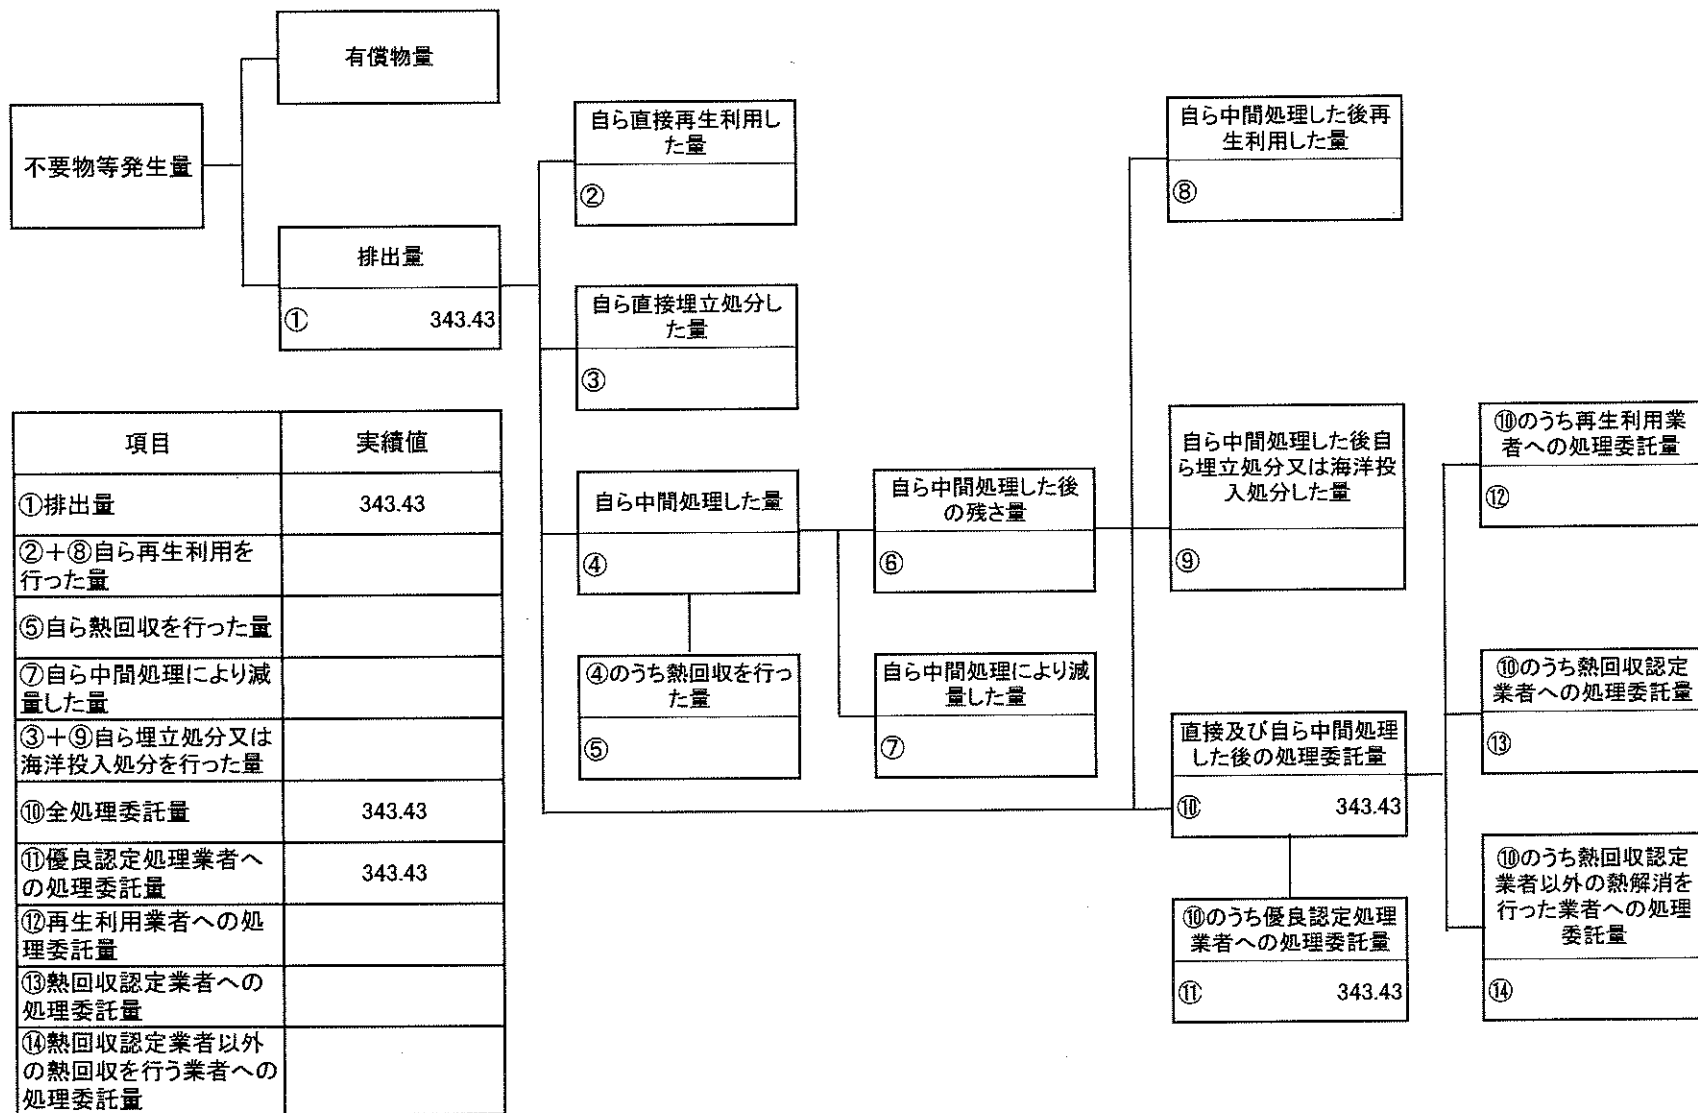 有償物量
不要物等発生量
排出量
① 343.43
自ら直接再生利用し
た量
②
自ら直接埋立処分し
た量
③
自ら中間処理した量
④
④のうち熱回収を行っ
た量
⑤
自ら中間処理した後
の残さ量
⑥
自ら中間処理により減
量した量
⑦
自ら中間処理した後再
生利用した量
⑧
自ら中間処理した後自
ら埋立処分又は海洋投
入処分した量
⑨
直接及び自ら中間処理
した後の処理委託量
⑩ 343.43
⑩のうち優良認定処理
業者への処理委託量
⑪ 343.43
⑩のうち再生利用業
者への処理委託量
⑫
⑩のうち熱回収認定
業者への処理委託量
⑬
⑩のうち熱回収認定
業者以外の熱解消を
行った業者への処理
委託量
⑭
項目 実績値
①排出量 343.43
②+⑧自ら再生利用を
行った量
⑤自ら熱回収を行った量
⑦自ら中間処理により減
量した量
③+⑨自ら埋立処分又は
海洋投入処分を行った量
⑩全処理委託量 343.43
⑪優良認定処理業者へ
の処理委託量 343.43
⑫再生利用業者への処
理委託量
⑬熱回収認定業者への
処理委託量
⑭熱回収認定業者以外
の熱回収を行う業者への
処理委託量